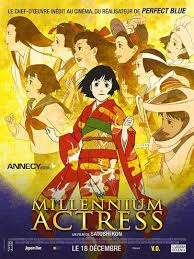 LE CHEF-D'ŒUVRE INÉDIT AU CINÉMA, DU RÉALISATEUR DE PERFECT BLUE
ANNECY
MILLENNIUM
ACTRESS
UN FILM DE SATOSHI KON
LE 18 DÉCEMBRE
V.O.